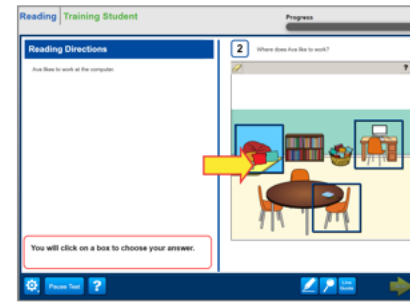 Reading Training Student
Progress
Reading Directions
Ava likes to work at the computer.
2 Where does Ava like to work?
?
You will click on a box to choose your answer.
Pause Test ?
Line
Guide